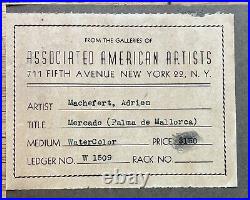 FROM THE GALLERIES OF
ASSOCIATED AMERICAN ARTISTS
711 FIFTH AVENUE NEW YORK 22, N. Y.
ARTIST Machefert, Adrien
TITLE Mercado (Palma de Mallorca)
MEDIUM WaterColor PRICE $150
LEDGER NO. W 1509 RACK NO.